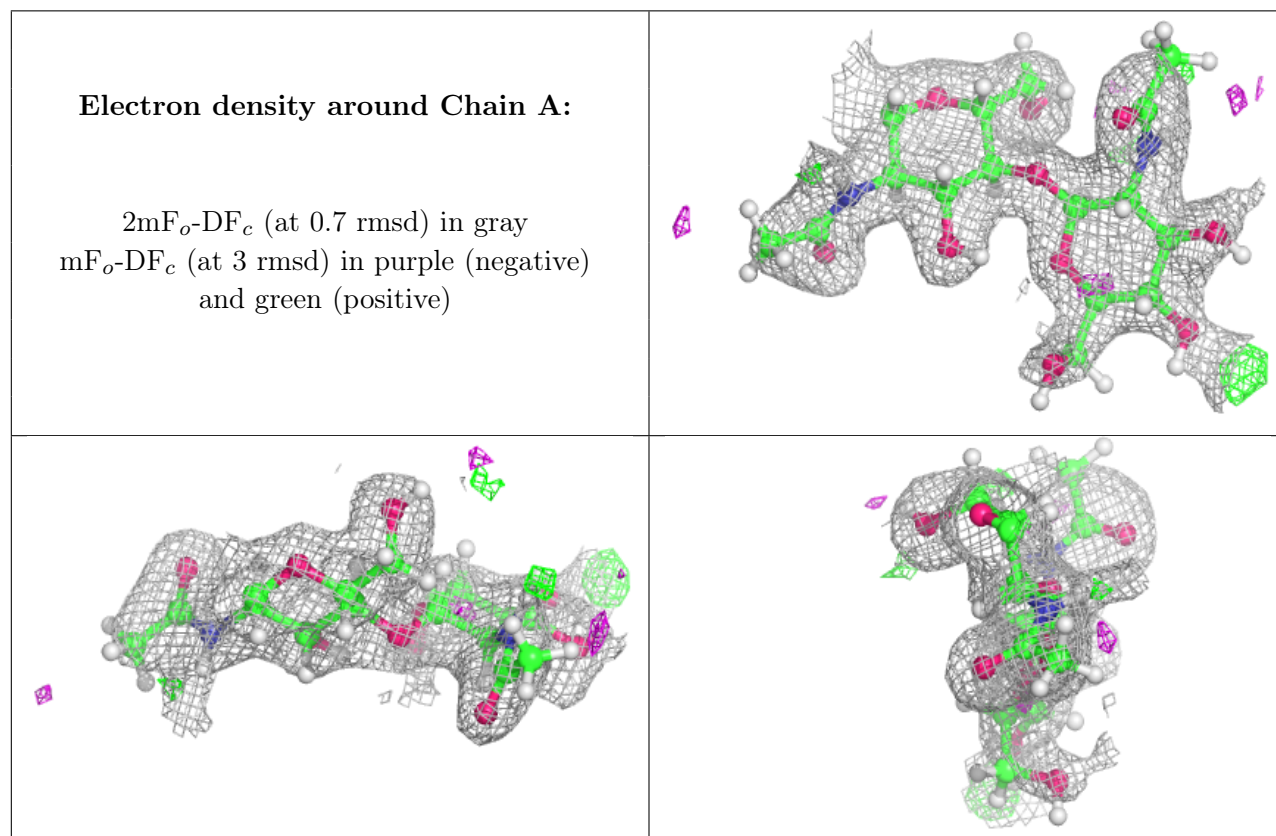 Electron density around Chain A:
2mFo-DFc (at 0.7 rmsd) in gray
mFo-DFc (at 3 rmsd) in purple (negative)
and green (positive)